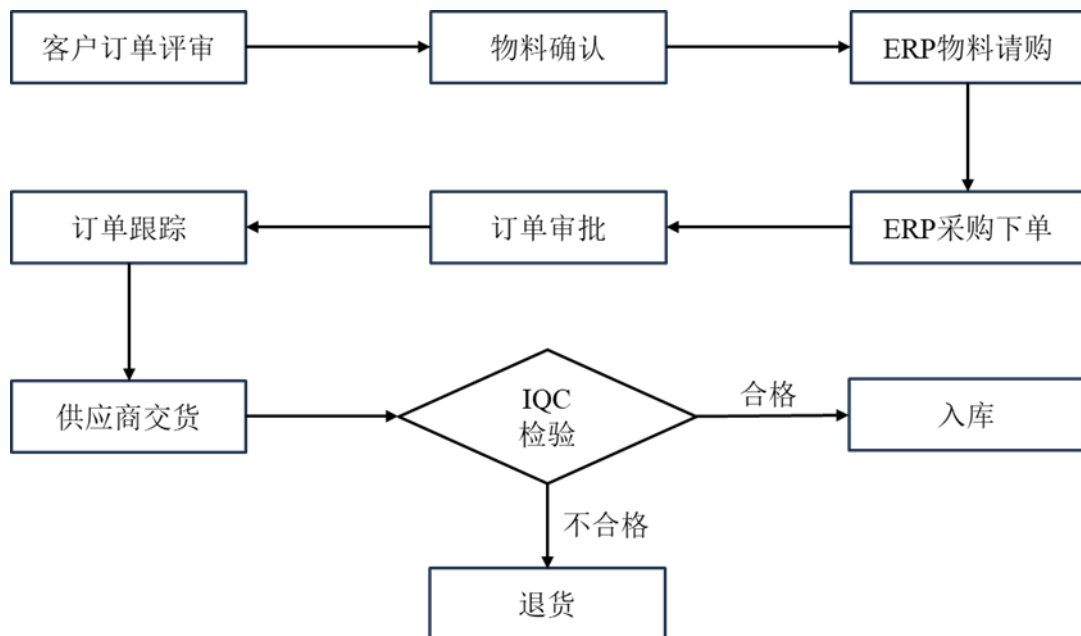 客户订单评审
物料确认
ERP物料请购
订单跟踪
订单审批
ERP采购下单
供应商交货
IQC
检验
合格
入库
不合格
退货